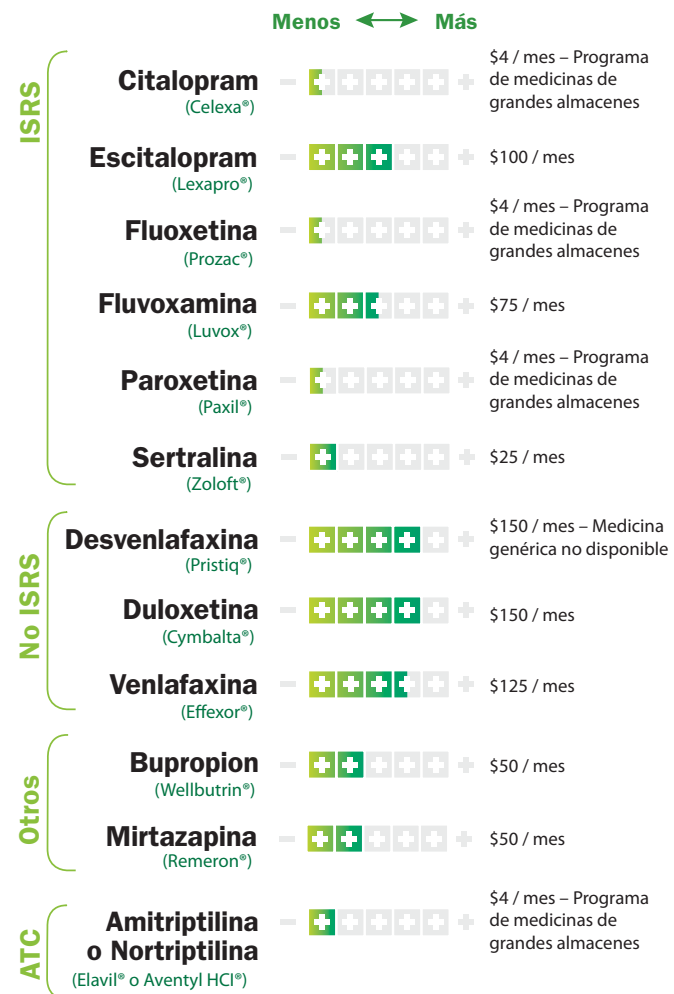 Menos Más
ISRS
Citalopram
(Celexa®)
$4 / mes – Programa
de medicinas de
grandes almacenes
Escitalopram
(Lexapro®)
$100 / mes
Fluoxetina
(Prozac®)
$4 / mes – Programa
de medicinas de
grandes almacenes
Fluvoxamina
(Luvox®)
$75 / mes
Paroxetina
(Paxil®)
$4 / mes – Programa
de medicinas de
grandes almacenes
Sertralina
(Zoloft®)
$25 / mes
No ISRS
Desvenlafaxina
(Pristiq®)
$150 / mes – Medicina
genérica no disponible
Duloxetina
(Cymbalta®)
$150 / mes
Venlafaxina
(Effexor®)
$125 / mes
Otros
Bupropion
(Wellbutrin®)
$50 / mes
Mirtazapina
(Remeron®)
$50 / mes
ATC
Amitriptilina
o Nortriptilina
(Elavil® o Aventyl HCl®)
$4 / mes – Programa
de medicinas de
grandes almacenes